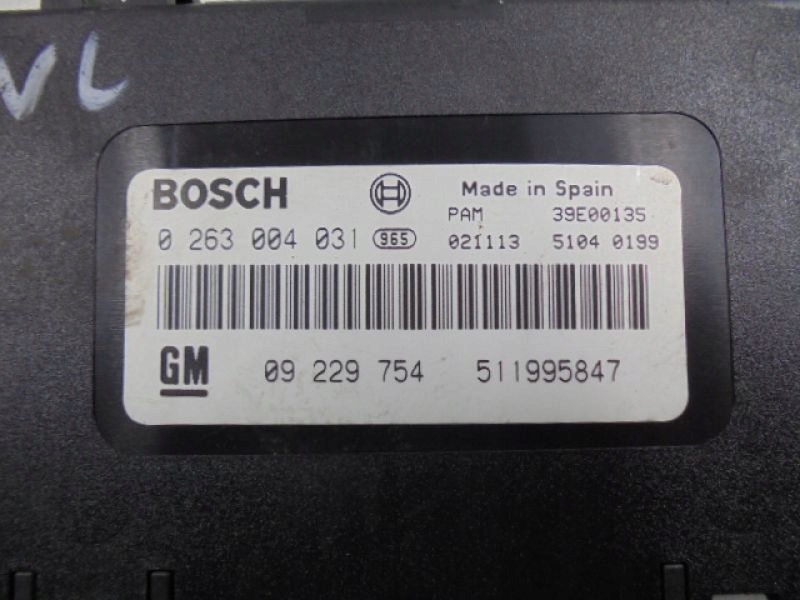 VL
BOSCH Made in Spain
PAM 39E00135
0 263 004 031 965 021113 5104 0199
GM 09 229 754 511995847